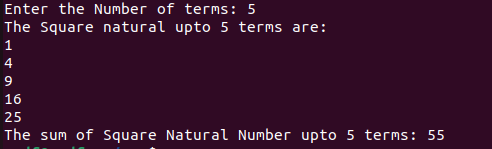 Enter the Number of terms: 5
The Square natural upto 5 terms are:
1
4
9
16
25
The sum of Square Natural Number upto 5 terms: 55